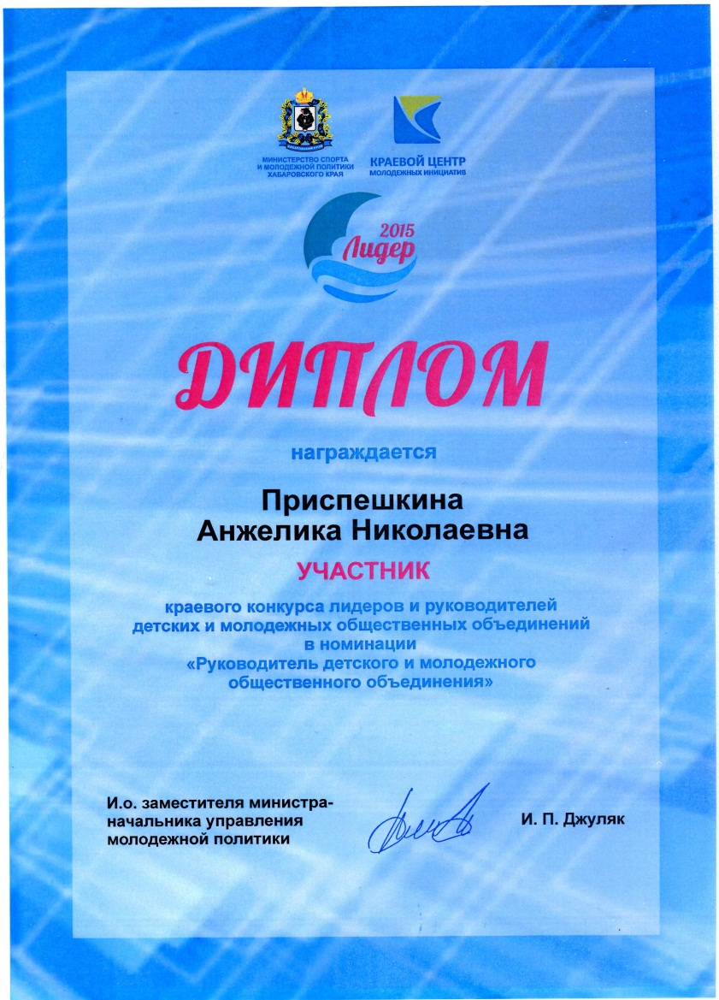 МИНИСТЕРСТВО СПОРТА
И МОЛОДЕЖНОЙ ПОЛИТИКИ
ХАБАРОВСКОГО КРАЯ
КРАЕВОЙ ЦЕНТР
МОЛОДЕЖНЫХ ИНИЦИАТИВ
2015
Лидер
ДИПЛОМ
награждается
Приспешкина
Анжелика Николаевна
УЧАСТНИК
краевого конкурса лидеров и руководителей
детских и молодежных общественных объединений
в номинации
«Руководитель детского и молодежного
общественного объединения»
И.о. заместителя министра-
начальника управления
молодежной политики
И. П. Джуляк